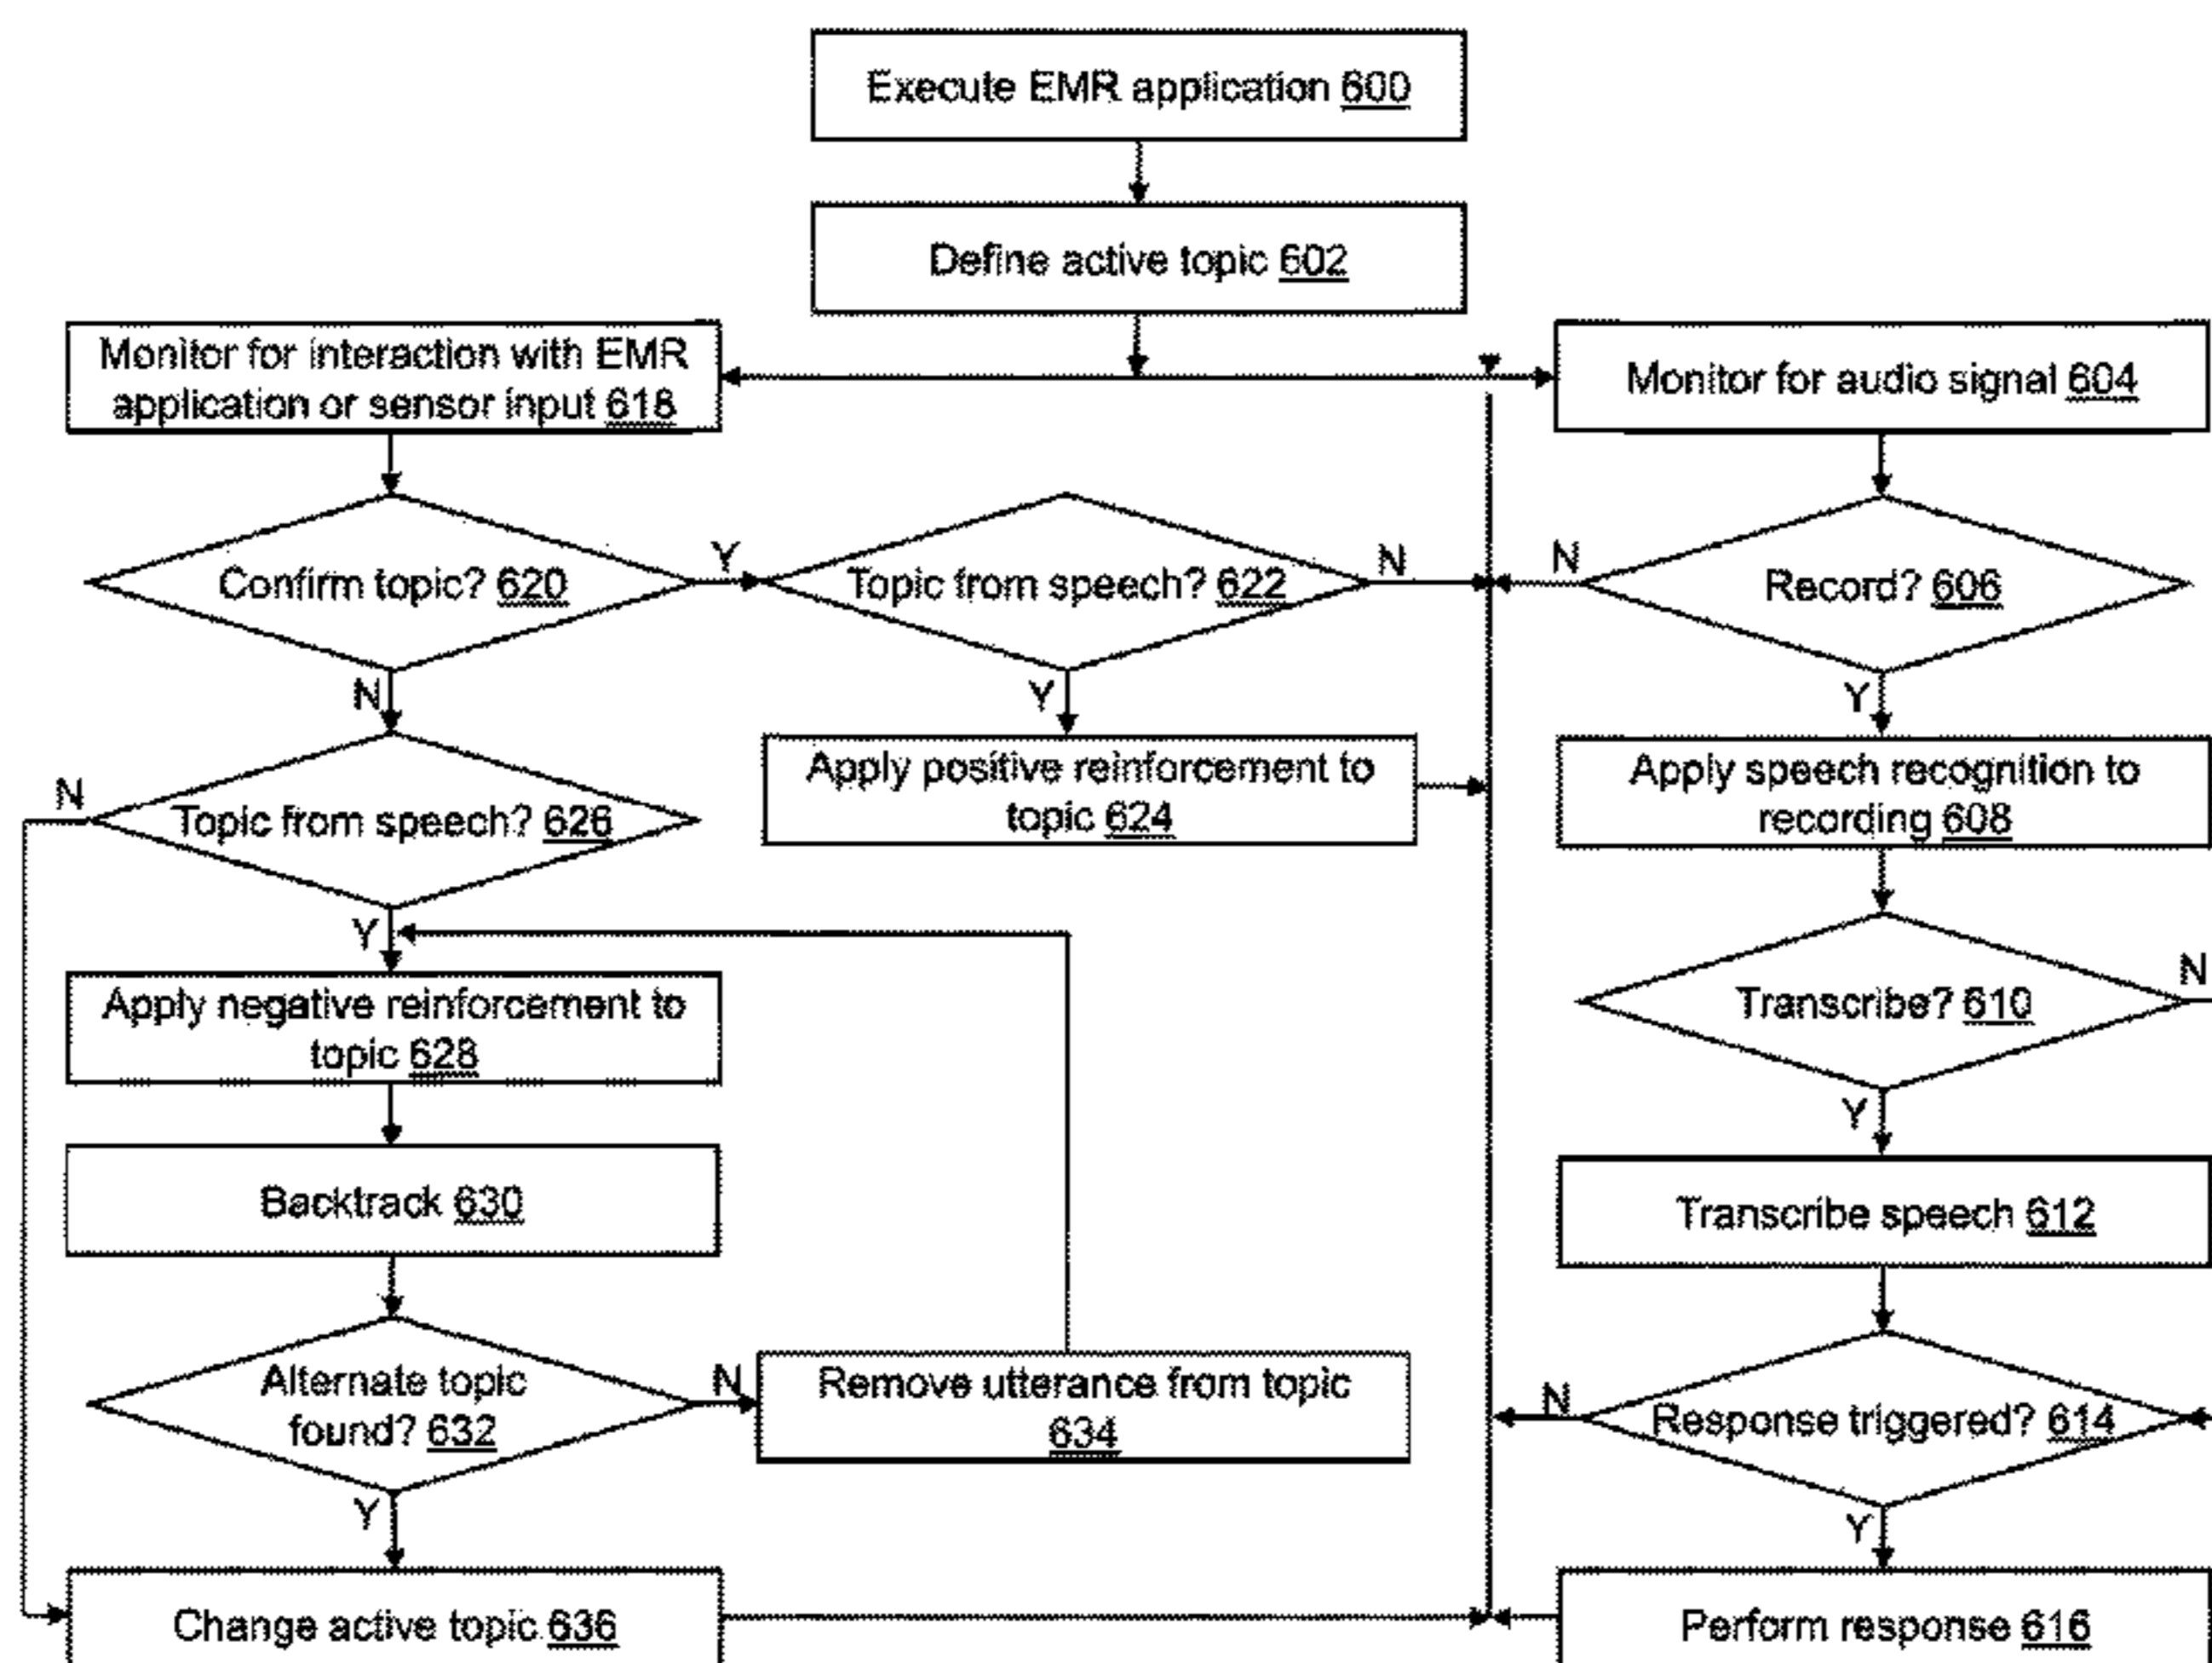 Execute EMR application 600
Define active topic 602
Monitor for interaction with EMR
application or sensor input 618
Monitor for audio signal 604
Confirm topic? 620
Y
Topic from speech? 622
N
N
Record? 606
N
Y
Y
Topic from speech? 626
N
Apply positive reinforcement to
topic 624
Apply speech recognition to
recording 608
Y
Apply negative reinforcement to
topic 628
Transcribe? 610
N
Y
Backtrack 630
Transcribe speech 612
Alternate topic
found? 632
N
Remove utterance from topic
634
N
Response triggered? 614
Y
Y
Change active topic 636
Perform response 616